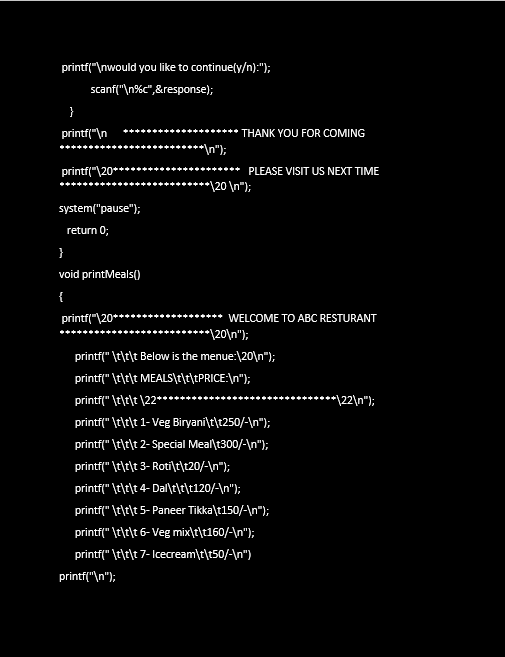 printf("\nwould you like to continue(y/n):");
scanf("\n%c",&response);
}
printf("\n ******************** THANK YOU FOR COMING
*************************\n");
printf("\20********************** PLEASE VISIT US NEXT TIME
**************************\20 \n");
system("pause");
return 0;
}
void printMeals()
{
printf("\20******************* WELCOME TO ABC RESTURANT
**************************\20\n");
printf(" \t\t\t Below is the menue:\20\n");
printf(" \t\t\t MEALS\t\t\tPRICE:\n");
printf(" \t\t\t \22*******************************\22\n");
printf(" \t\t\t 1- Veg Biryani\t\t250/-\n");
printf(" \t\t\t 2- Special Meal\t300/-\n");
printf(" \t\t\t 3- Roti\t\t20/-\n");
printf(" \t\t\t 4- Dal\t\t\t120/-\n");
printf(" \t\t\t 5- Paneer Tikka\t150/-\n");
printf(" \t\t\t 6- Veg mix\t\t160/-\n");
printf(" \t\t\t 7- Icecream\t\t50/-\n")
printf("\n");